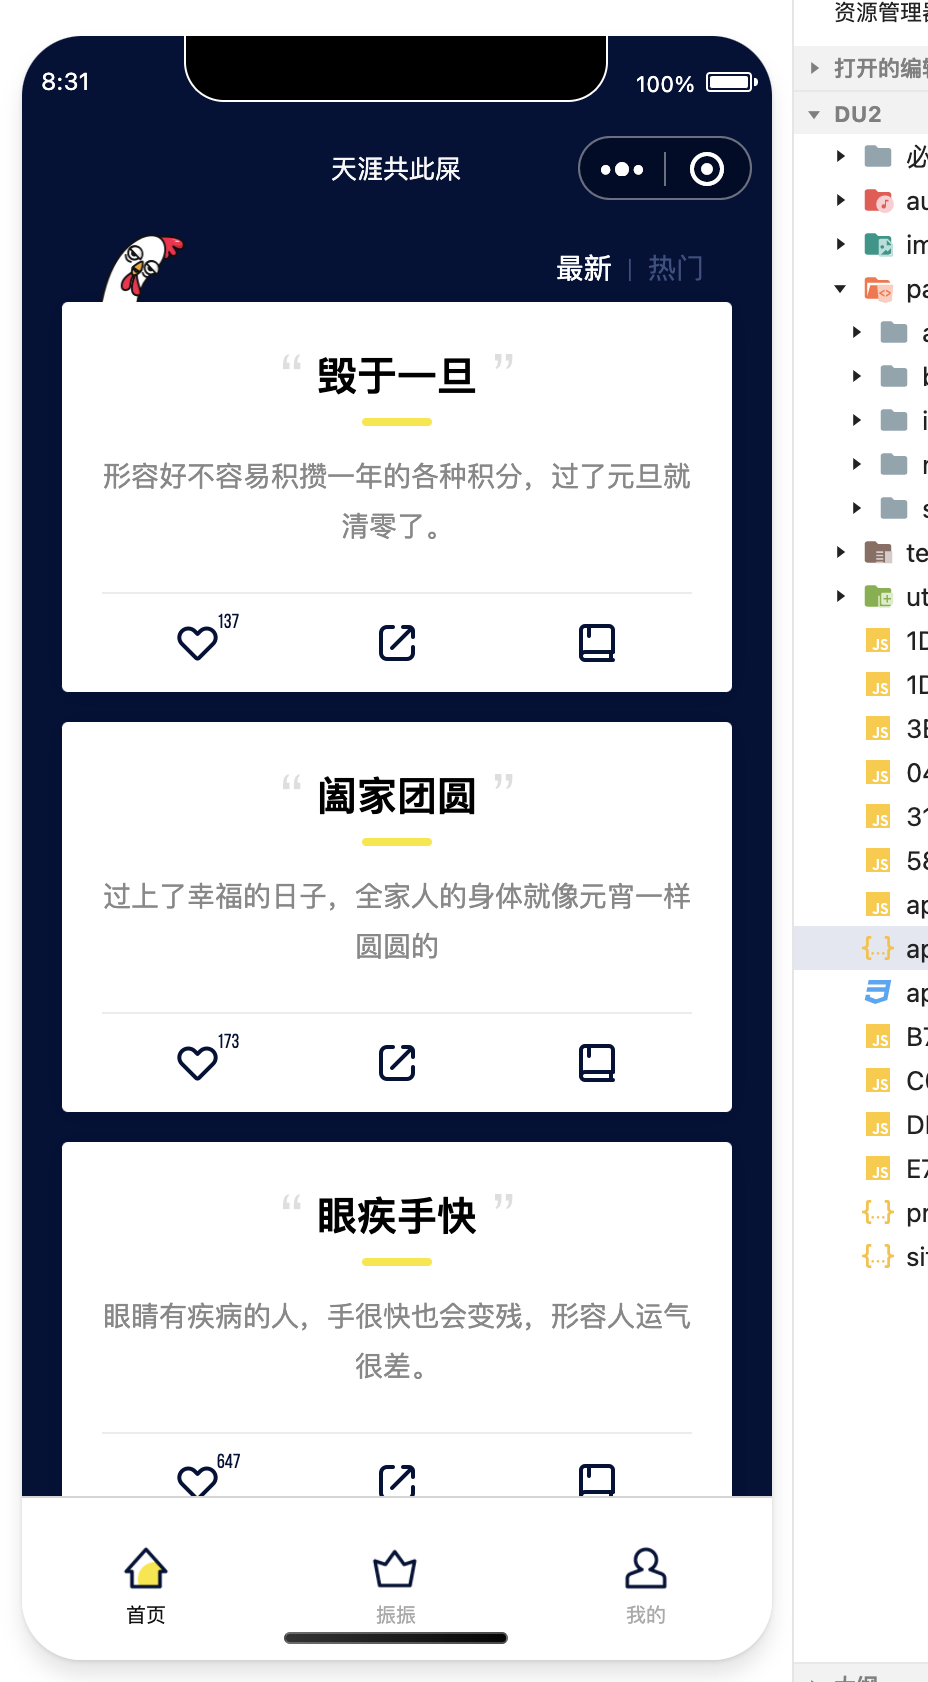 8:31
100%
天涯共此屎
最新
热门
“ 毁于一旦 ”
形容好不容易积攒一年的各种积分，过了元旦就
清零了。
137
“ 阖家团圆 ”
过上了幸福的日子，全家人的身体就像元宵一样
圆圆的
173
“ 眼疾手快 ”
眼睛有疾病的人，手很快也会变残，形容人运气
很差。
647
首页
振振
我的
资源管理器
打开的编辑
DU2
必
au
im
pa
a
b
i
r
s
te
ut
1D
1D
3E
04
31
58
ap
ap
ap
B7
C
D
E7
pr
sit